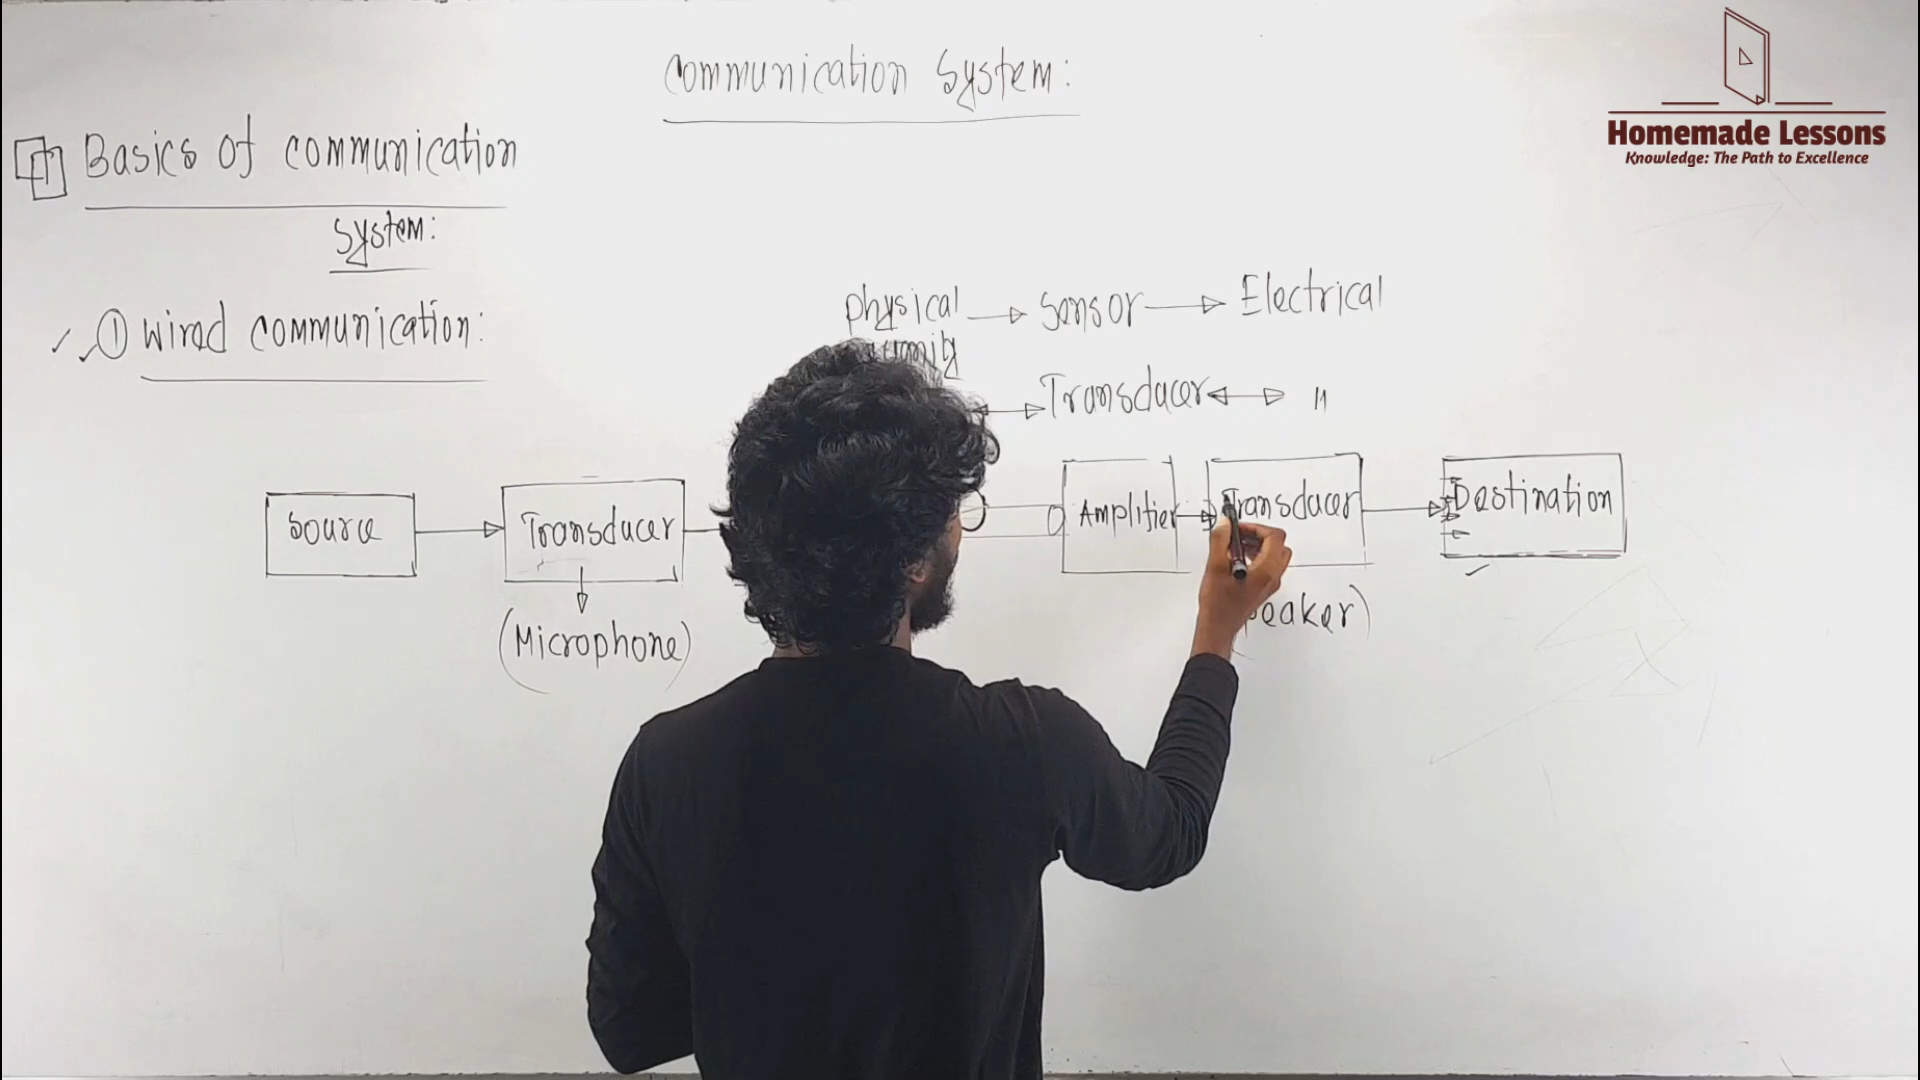 Communication System:
Homemade Lessons
Knowledge: The Path to Excellence
Basics of communication
System:
① Wired communication:
physical → Sensor → Electrical
Transducer 〃
Source
Transducer
Amplifier
Transducer
Destination
(Microphone)